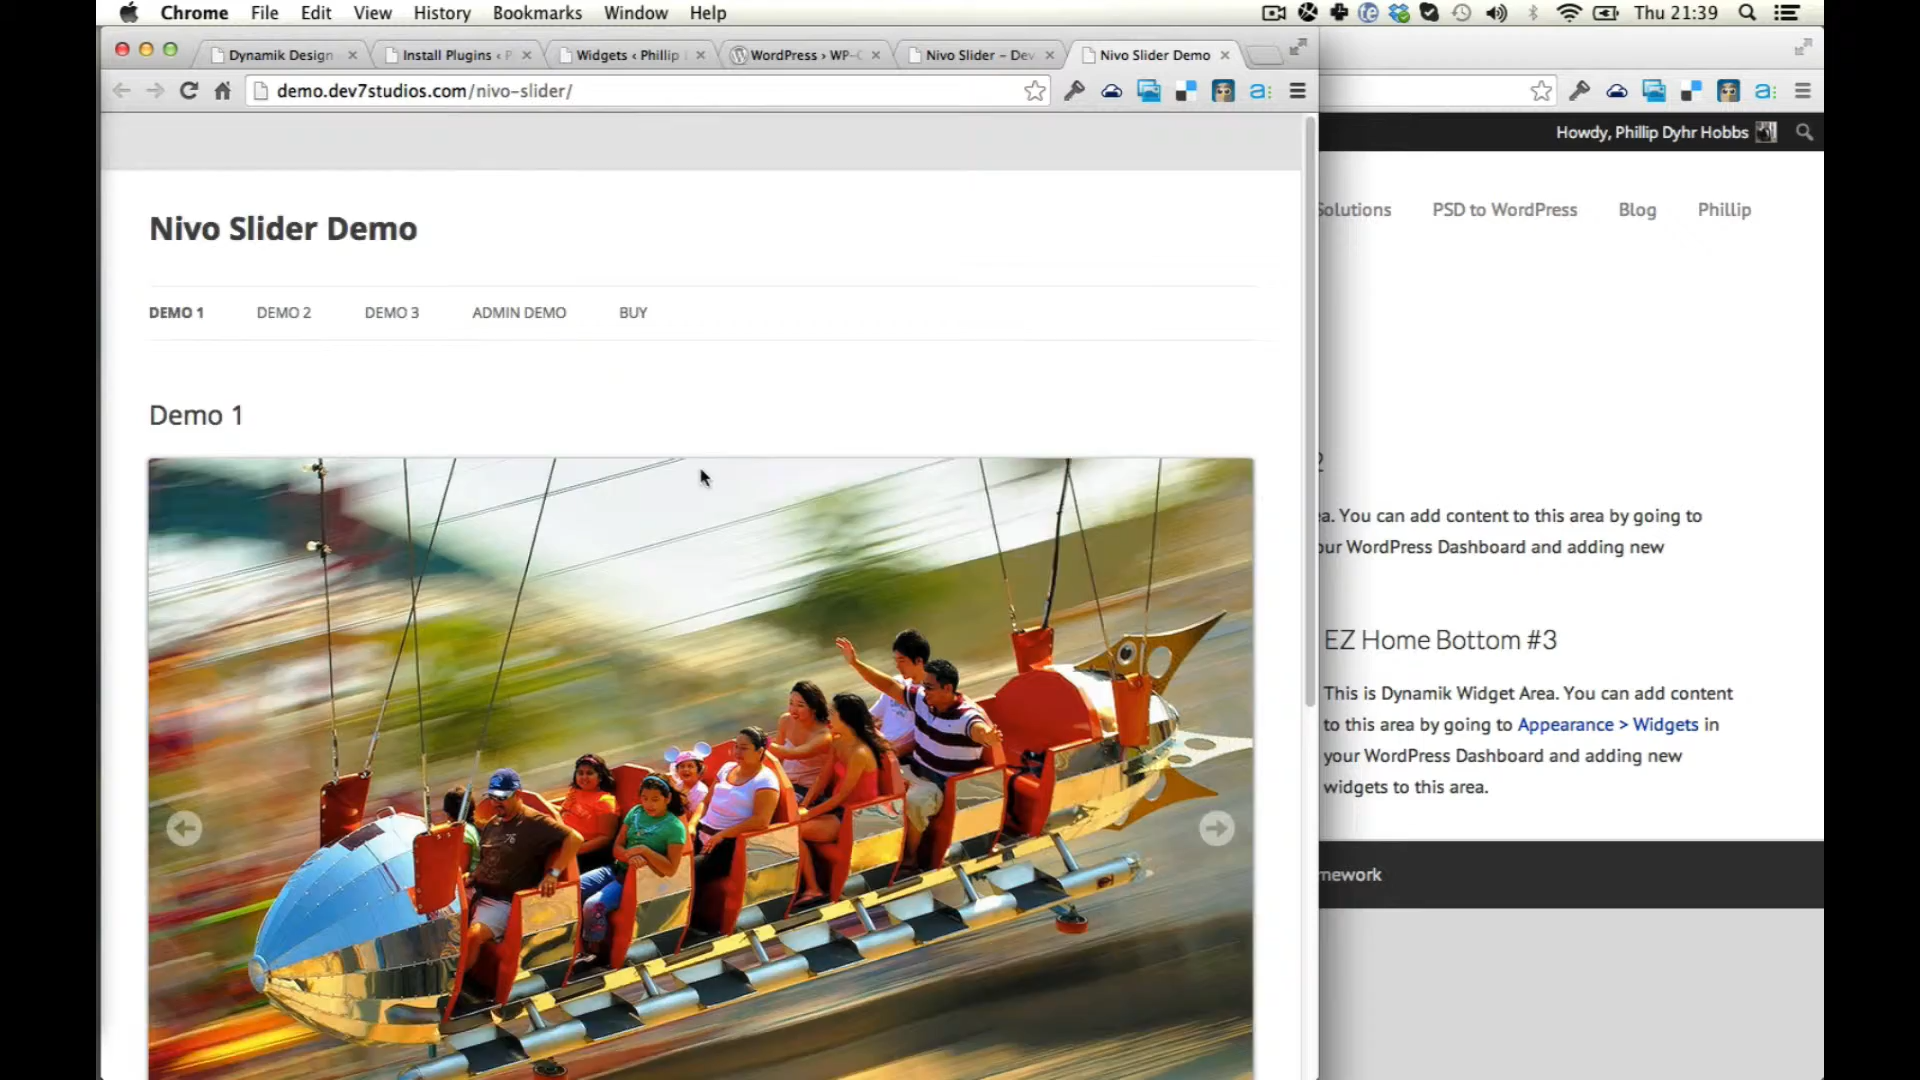 Chrome File Edit View History Bookmarks Window Help
Thu 21:39
Dynamik Design
Install Plugins ‹ P
Widgets ‹ Phillip
WordPress › WP-
Nivo Slider – Dev
Nivo Slider Demo
demo.dev7studios.com/nivo-slider/
Howdy, Phillip Dyhr Hobbs
Solutions PSD to WordPress Blog Phillip
Nivo Slider Demo
DEMO 1 DEMO 2 DEMO 3 ADMIN DEMO BUY
Demo 1
a. You can add content to this area by going to
our WordPress Dashboard and adding new
EZ Home Bottom #3
This is Dynamik Widget Area. You can add content
to this area by going to Appearance > Widgets in
your WordPress Dashboard and adding new
widgets to this area.
mework